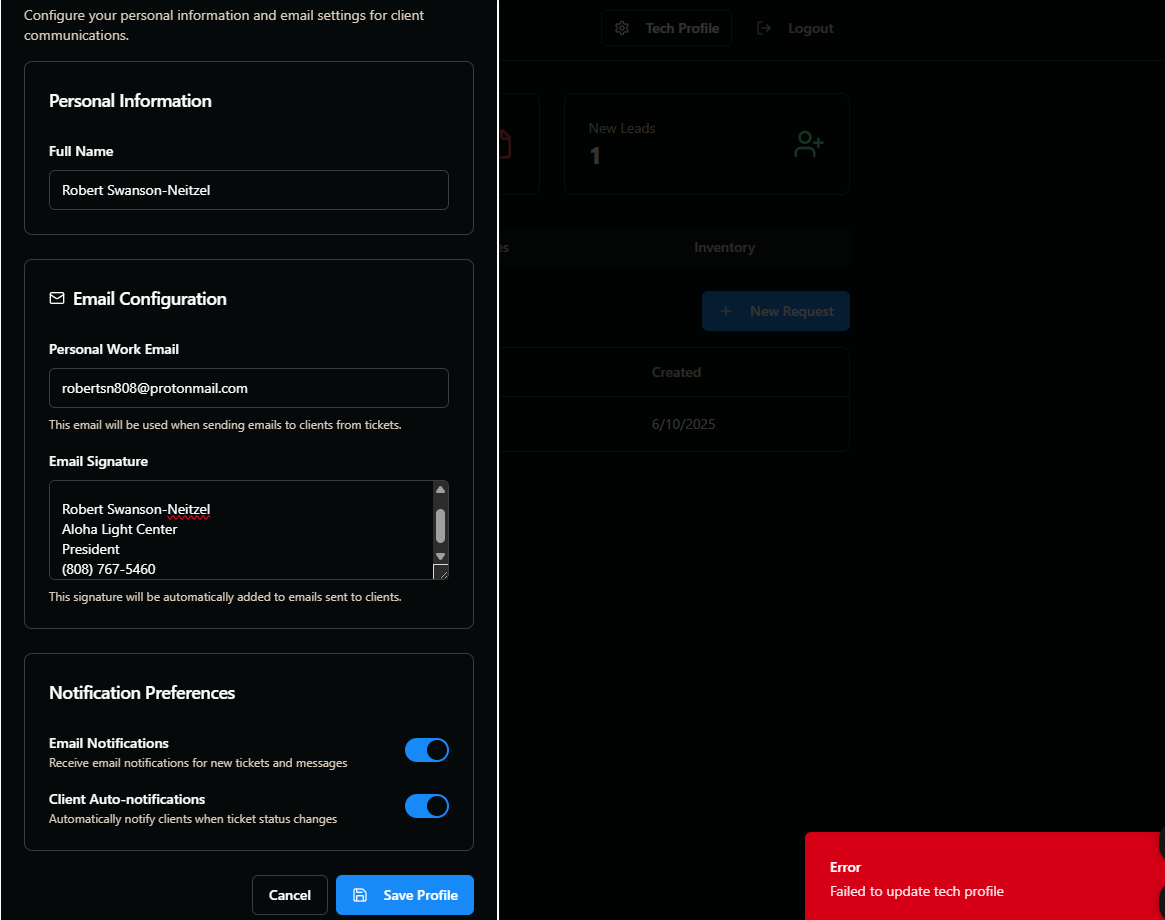 Configure your personal information and email settings for client
communications.
Personal Information
Full Name
Robert Swanson-Neitzel
Email Configuration
Personal Work Email
robertsn808@protonmail.com
This email will be used when sending emails to clients from tickets.
Email Signature
Robert Swanson-Neitzel
Aloha Light Center
President
(808) 767-5460
This signature will be automatically added to emails sent to clients.
Notification Preferences
Email Notifications
Receive email notifications for new tickets and messages
Client Auto-notifications
Automatically notify clients when ticket status changes
Cancel
Save Profile
Tech Profile
Logout
New Leads
1
es
Inventory
New Request
Created
6/10/2025
Error
Failed to update tech profile